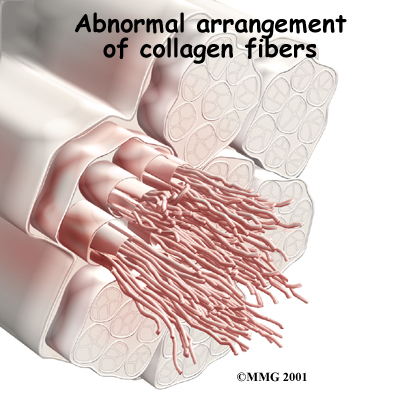 Abnormal arrangement
of collagen fibers
©MMG 2001